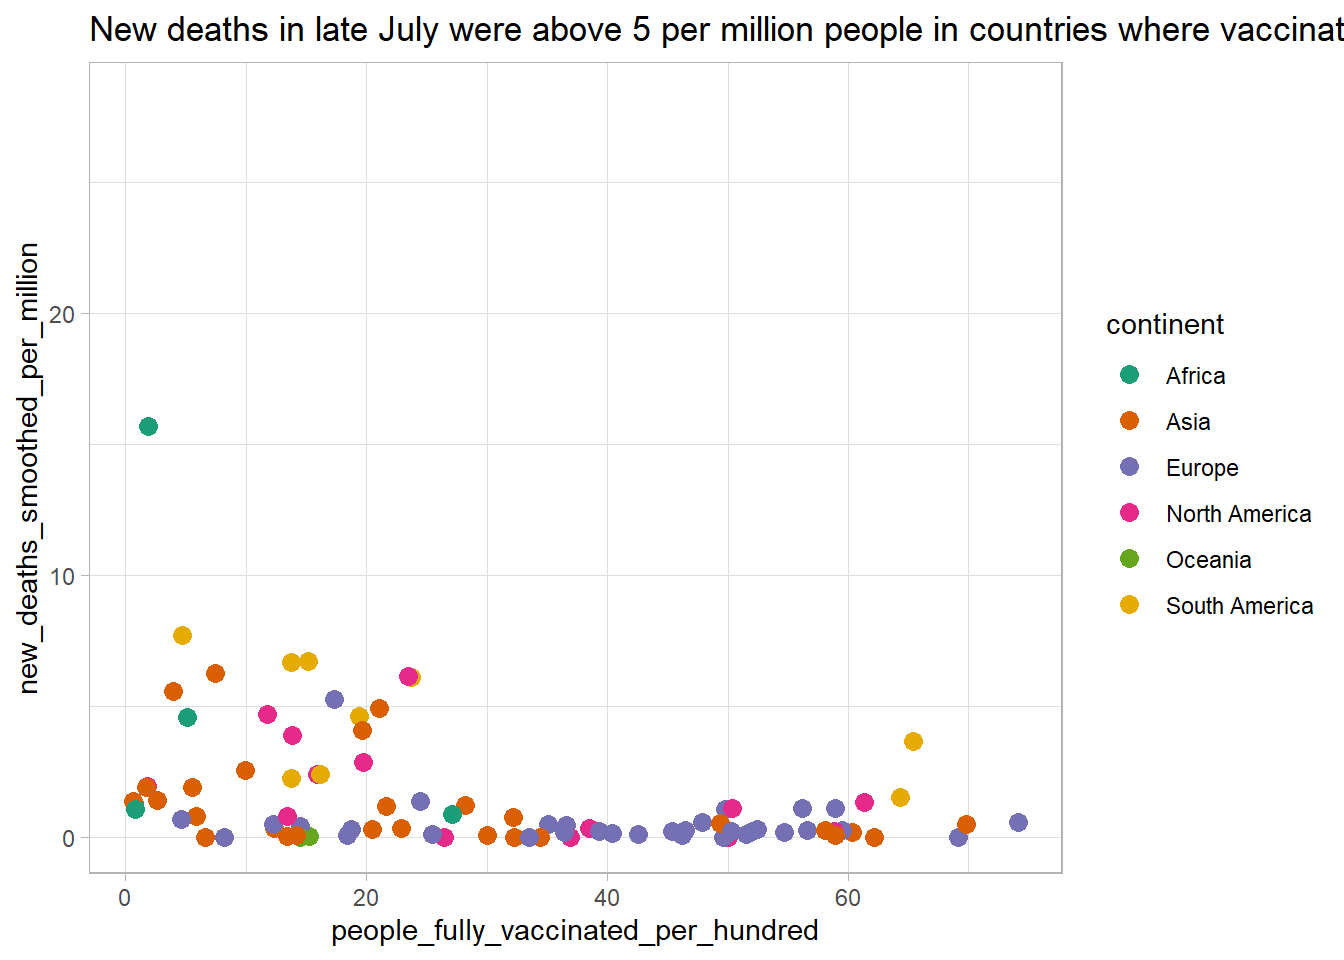 New deaths in late July were above 5 per million people in countries where
new_deaths_smoothed_per_million
20
10
0
0
20
40
60
people_fully_vaccinated_per_hundred
continent
Africa
Asia
Europe
North America
Oceania
South America